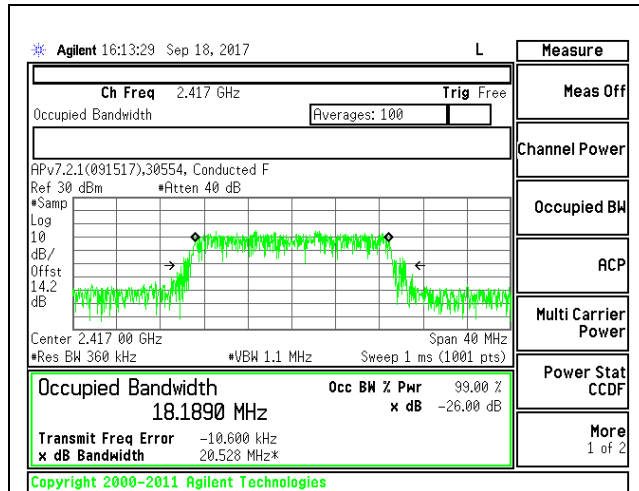 Agilent 16:13:29 Sep 18, 2017 L
Measure
Ch Freq 2.417 GHz Trig Free
Meas Off
Occupied Bandwidth Averages: 100
Channel Power
APv7.2.1(091517),30554, Conducted F
Ref 30 dBm #Atten 40 dB
#Samp
Log
10
dB/
Offst
14.2
dB
Occupied BW
ACP
Center 2.417 00 GHz Span 40 MHz
#Res BW 360 kHz #VBW 1.1 MHz Sweep 1 ms (1001 pts)
Multi Carrier
Power
Occupied Bandwidth Occ BW % Pwr 99.00 %
18.1890 MHz x dB -26.00 dB
Power Stat
CCDF
Transmit Freq Error -10.600 kHz
x dB Bandwidth 20.528 MHz*
More
1 of 2
Copyright 2000-2011 Agilent Technologies